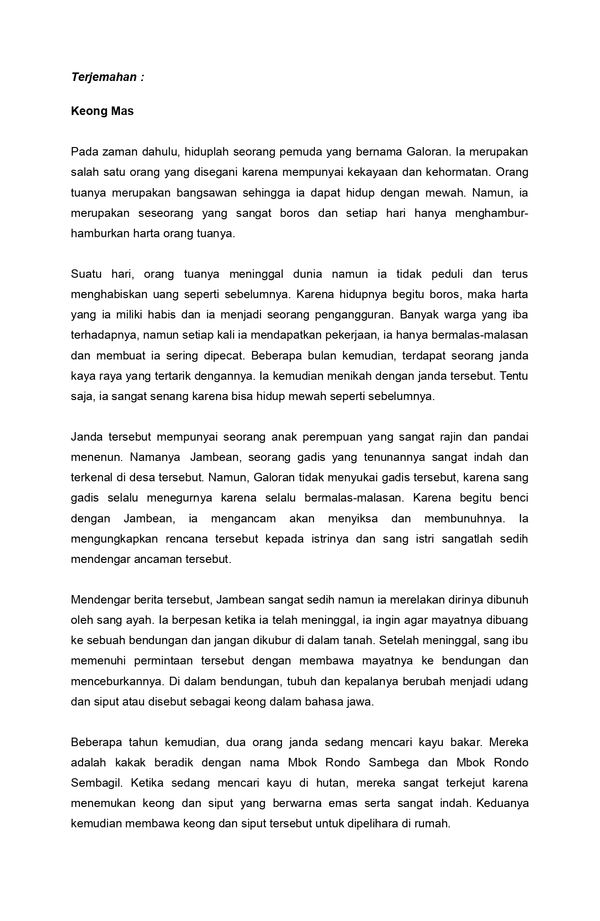 Terjemahan :
Keong Mas
Pada zaman dahulu, hiduplah seorang pemuda yang bernama Galoran. Ia merupakan
salah satu orang yang disegani karena mempunyai kekayaan dan kehormatan. Orang
tuanya merupakan bangsawan sehingga ia dapat hidup dengan mewah. Namun, ia
merupakan seseorang yang sangat boros dan setiap hari hanya menghambur-
hamburkan harta orang tuanya.
Suatu hari, orang tuanya meninggal dunia namun ia tidak peduli dan terus
menghabiskan uang seperti sebelumnya. Karena hidupnya begitu boros, maka harta
yang ia miliki habis dan ia menjadi seorang pengangguran. Banyak warga yang iba
terhadapnya, namun setiap kali ia mendapatkan pekerjaan, ia hanya bermalas-malasan
dan membuat ia sering dipecat. Beberapa bulan kemudian, terdapat seorang janda
kaya raya yang tertarik dengannya. Ia kemudian menikah dengan janda tersebut. Tentu
saja, ia sangat senang karena bisa hidup mewah seperti sebelumnya.
Janda tersebut mempunyai seorang anak perempuan yang sangat rajin dan pandai
menenun. Namanya Jambean, seorang gadis yang tenunannya sangat indah dan
terkenal di desa tersebut. Namun, Galoran tidak menyukai gadis tersebut, karena sang
gadis selalu menegurnya karena selalu bermalas-malasan. Karena begitu benci
dengan Jambean, ia mengancam akan menyiksa dan membunuhnya. Ia
mengungkapkan rencana tersebut kepada istrinya dan sang istri sangatlah sedih
mendengar ancaman tersebut.
Mendengar berita tersebut, Jambean sangat sedih namun ia merelakan dirinya dibunuh
oleh sang ayah. Ia berpesan ketika ia telah meninggal, ia ingin agar mayatnya dibuang
ke sebuah bendungan dan jangan dikubur di dalam tanah. Setelah meninggal, sang ibu
memenuhi permintaan tersebut dengan membawa mayatnya ke bendungan dan
menceburkannya. Di dalam bendungan, tubuh dan kepalanya berubah menjadi udang
dan siput atau disebut sebagai keong dalam bahasa jawa.
Beberapa tahun kemudian, dua orang janda sedang mencari kayu bakar. Mereka
adalah kakak beradik dengan nama Mbok Rondo Sambega dan Mbok Rondo
Sembagil. Ketika sedang mencari kayu di hutan, mereka sangat terkejut karena
menemukan keong dan siput yang berwarna emas serta sangat indah. Keduanya
kemudian membawa keong dan siput tersebut untuk dipelihara di rumah.